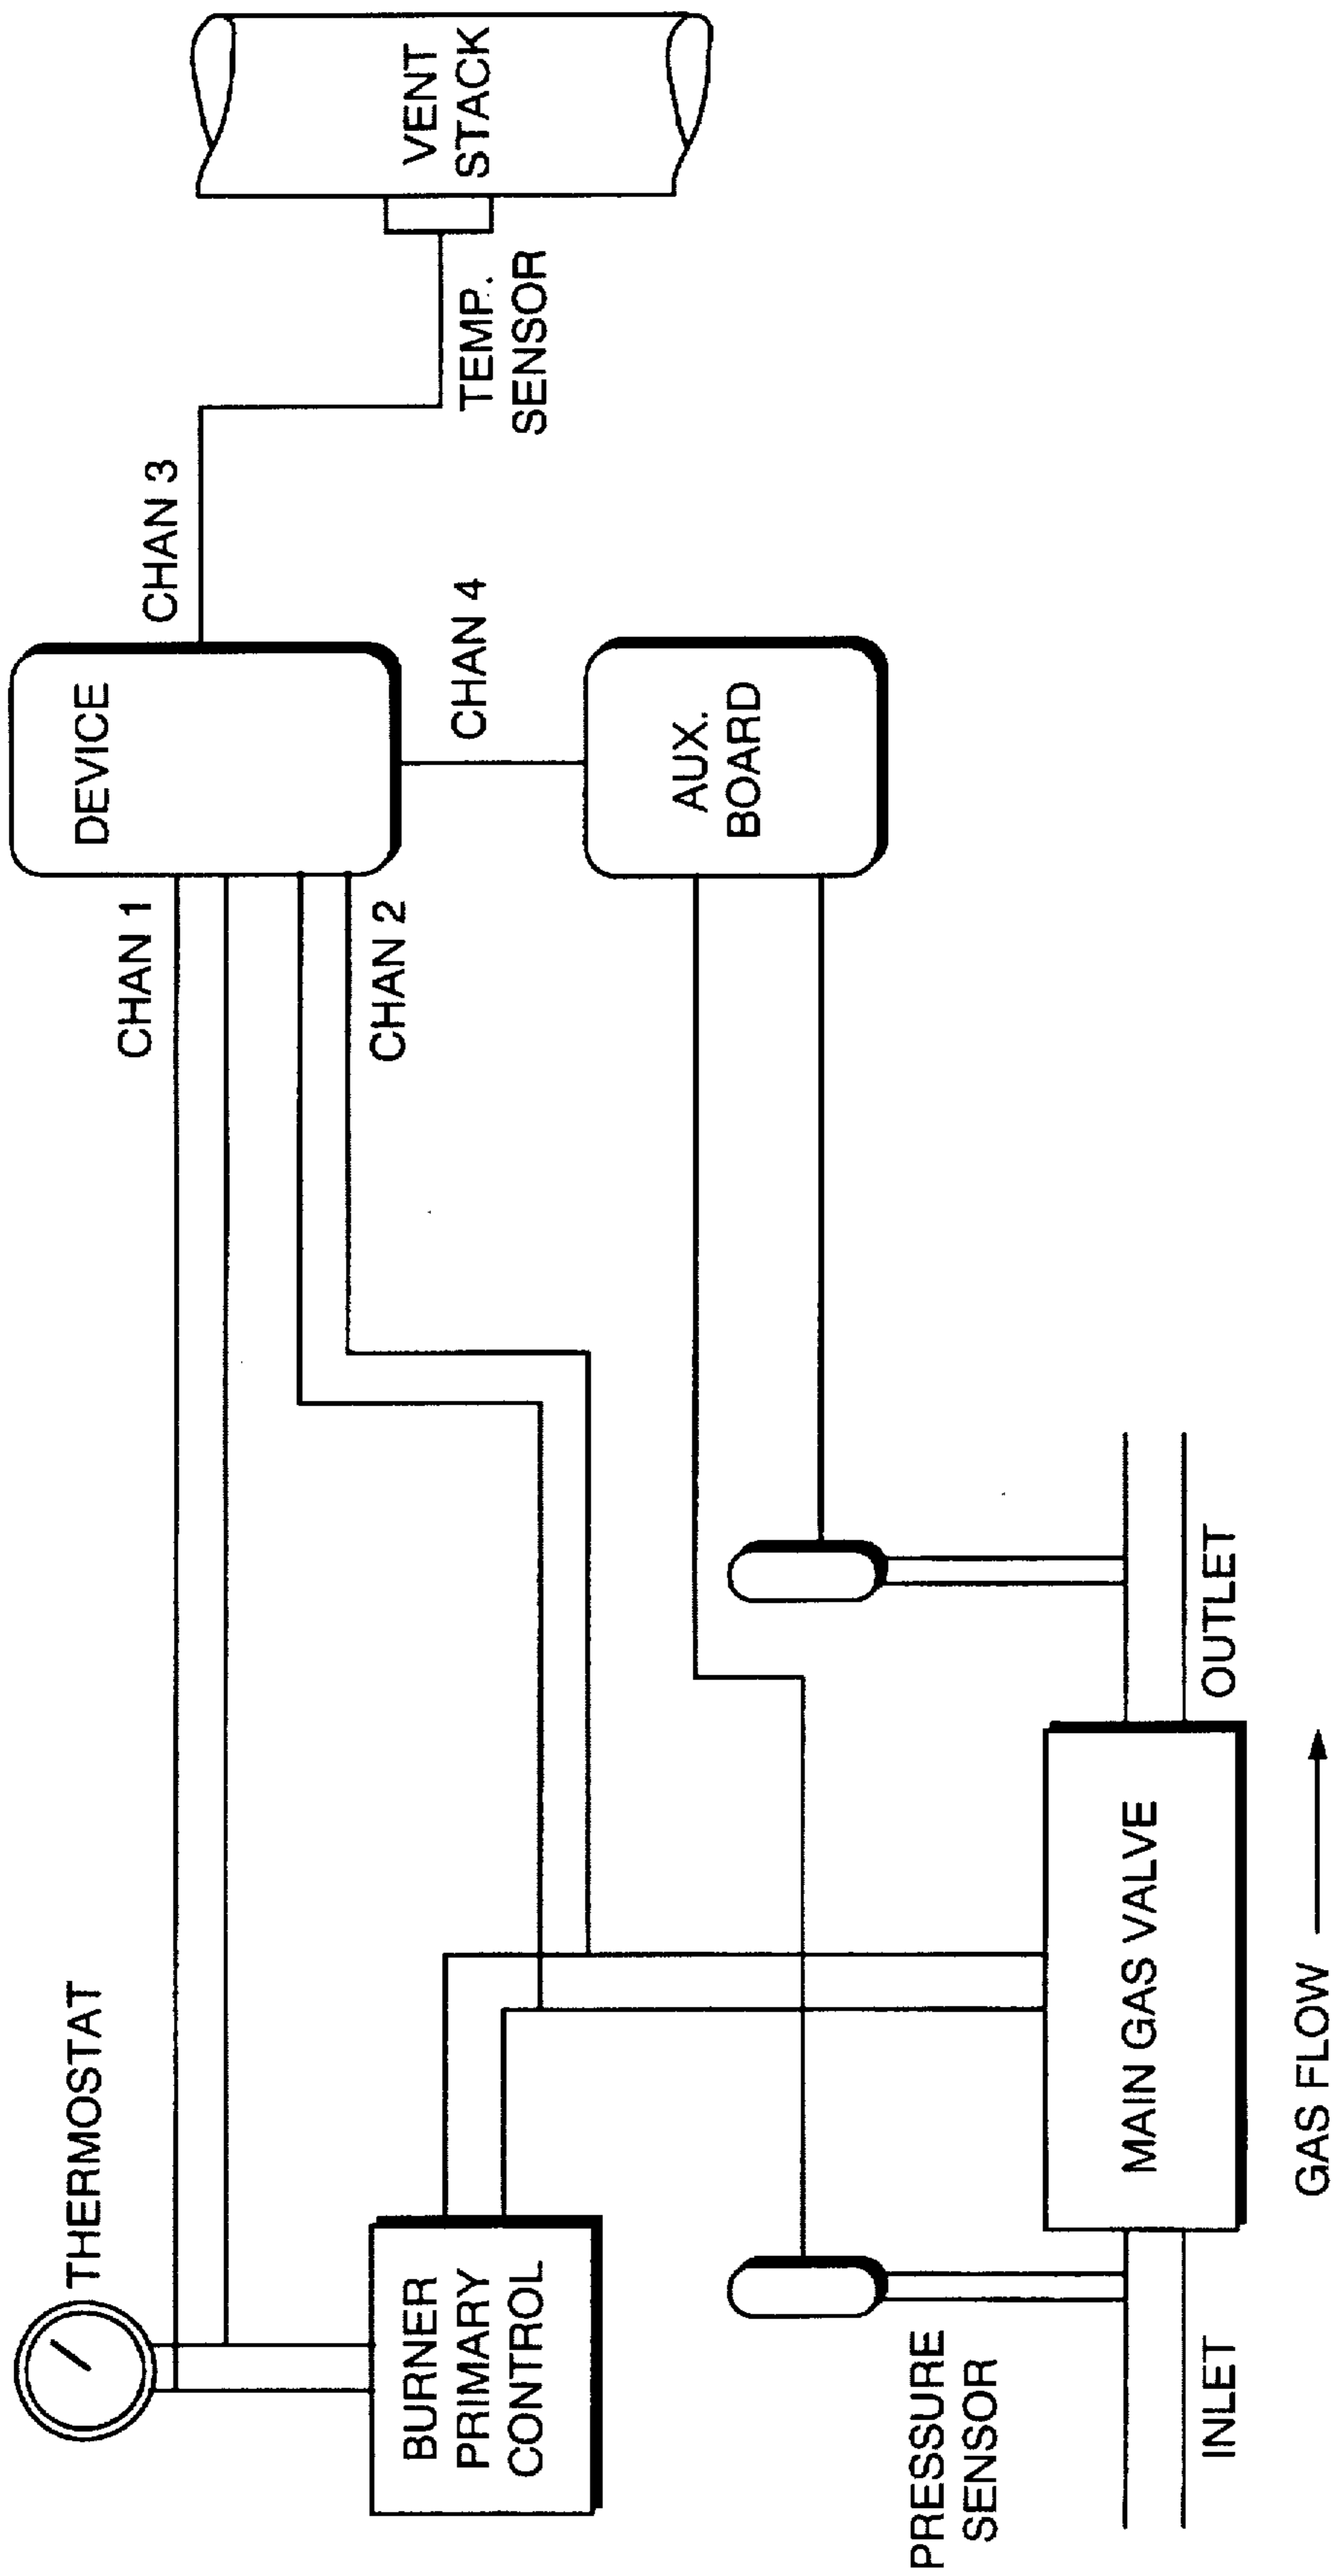 THERMOSTAT
CHAN 1
DEVICE
CHAN 3
VENT
STACK
TEMP.
SENSOR
CHAN 2
CHAN 4
BURNER
PRIMARY
CONTROL
AUX.
BOARD
PRESSURE
SENSOR
MAIN GAS VALVE
INLET
OUTLET
GAS FLOW